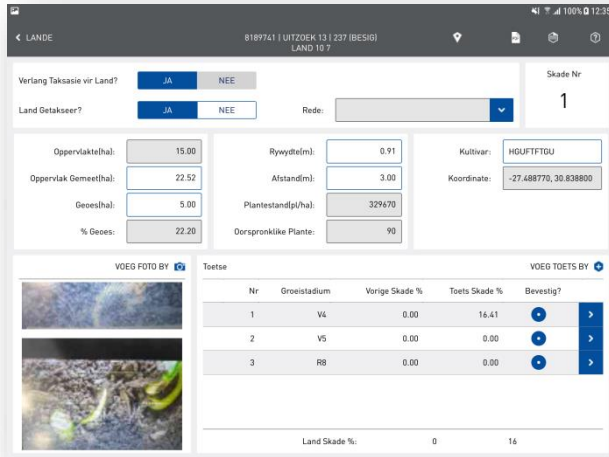 100% 12:35
LANDE
8189741 | UITZOEK 13 | 237 (BESIG)
LAND 10 7
Verlang Taksasie vir Land? JA NEE
Land Getakseer? JA NEE Rede:
Skade Nr
1
Oppervlakte(ha): 15.00
Oppervlak Gemeet(ha): 22.52
Geoes(ha): 5.00
% Geoes: 22.20
Rywydte(m): 0.91
Afstand(m): 3.00
Plantestand(pl/ha): 329670
Oorspronklike Plante: 90
Kultivar: HGUFTFTGU
Koordinate: -27.488770, 30.838800
VOEG FOTO BY
Toetse VOEG TOETS BY
Nr Groeistadium Vorige Skade % Toets Skade % Bevestig?
1 V4 0.00 16.41
2 V5 0.00 0.00
3 R8 0.00 0.00
Land Skade %: 0 16